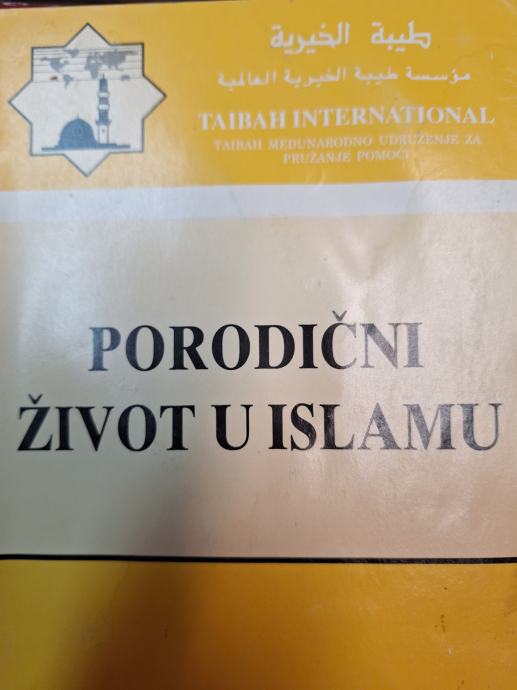 طيبة الخيرية
مؤسسة طيبة الخيرية العالمية
TAIBAH INTERNATIONAL
TAIBAH MEĐUNARODNO UDRUŽENJE ZA
PRUŽANJE POMOĆI
PORODIČNI
ŽIVOT U ISLAMU